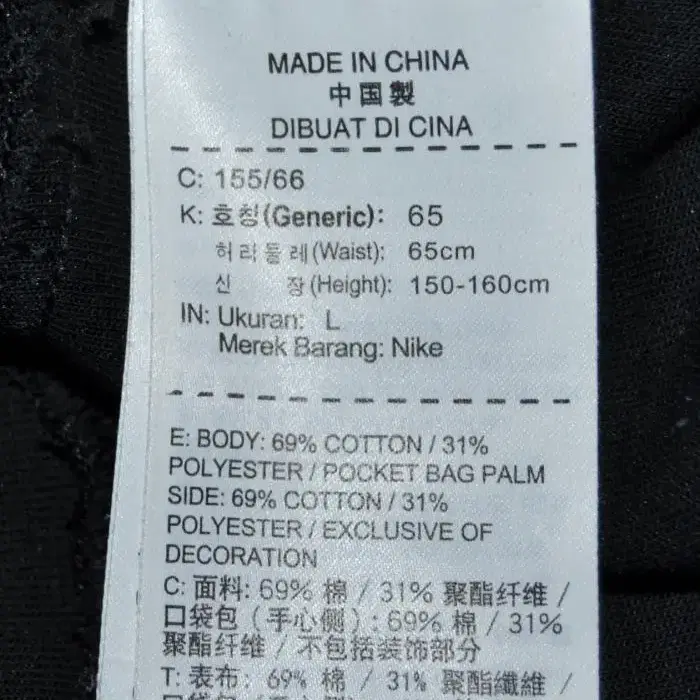 MADE IN CHINA
中国製
DIBUAT DI CINA
C: 155/66
K: 호칭(Generic): 65
허리둘레(Waist): 65cm
신 장(Height): 150-160cm
IN: Ukuran: L
Merek Barang: Nike
E: BODY: 69% COTTON / 31%
POLYESTER / POCKET BAG PALM
SIDE: 69% COTTON / 31%
POLYESTER / EXCLUSIVE OF
DECORATION
C: 面料: 69% 棉 / 31% 聚酯纤维 /
口袋包 (手心侧) : 69% 棉 / 31%
聚酯纤维 / 不包括装饰部分
T: 表布: 69% 棉 / 31% 聚酯纖維 /